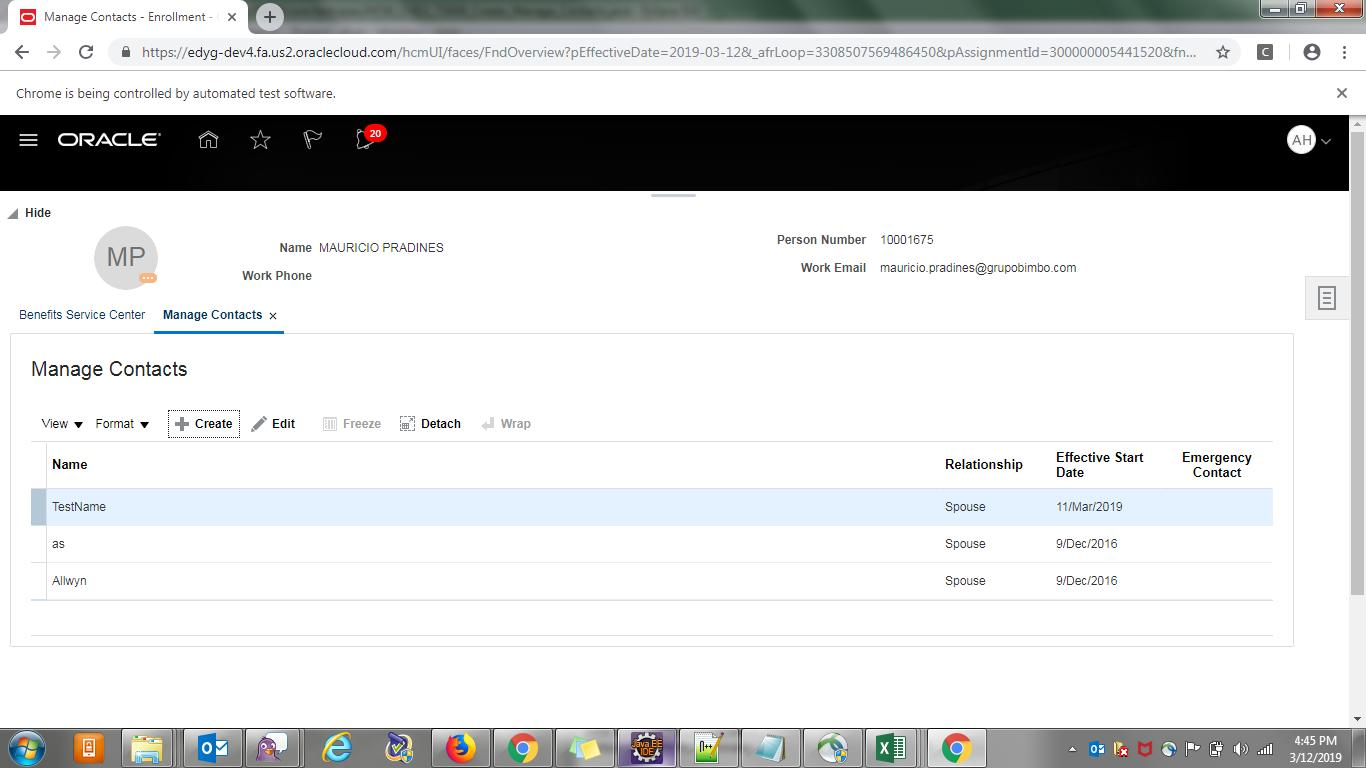 Manage Contacts - Enrollment -
https://edyg-dev4.fa.us2.oraclecloud.com/hcmUI/faces/FndOverview?pEffectiveDate=2019-03-12&_afrLoop=3308507569486450&pAssignmentId=300000005441520&fn...
C
Chrome is being controlled by automated test software.
ORACLE
20
AH
Hide
MP
Name MAURICIO PRADINES
Work Phone
Person Number 10001675
Work Email mauricio.pradines@grupobimbo.com
Benefits Service Center Manage Contacts
Manage Contacts
View Format Create Edit Freeze Detach Wrap
Name Relationship Effective Start Date Emergency Contact
TestName Spouse 11/Mar/2019
as Spouse 9/Dec/2016
Allwyn Spouse 9/Dec/2016
Java EE
IDE
4:45 PM
3/12/2019